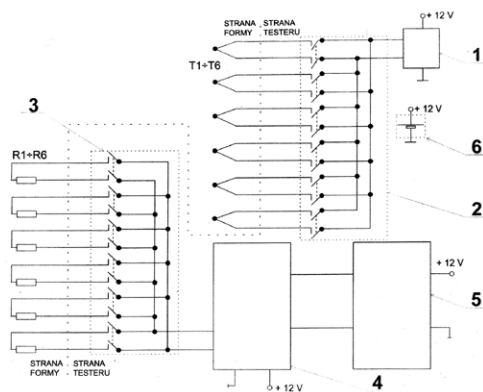 STRANA STRANA
FORMY TESTERU
+ 12 V
1
T1÷T6
+ 12 V
3
6
R1÷R6
2
+ 12 V
5
STRANA STRANA
FORMY TESTERU
+ 12 V
4